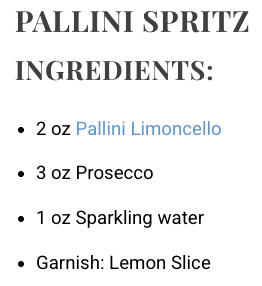 PALLINI SPRITZ
INGREDIENTS:
• 2 oz Pallini Limoncello
• 3 oz Prosecco
• 1 oz Sparkling water
• Garnish: Lemon Slice